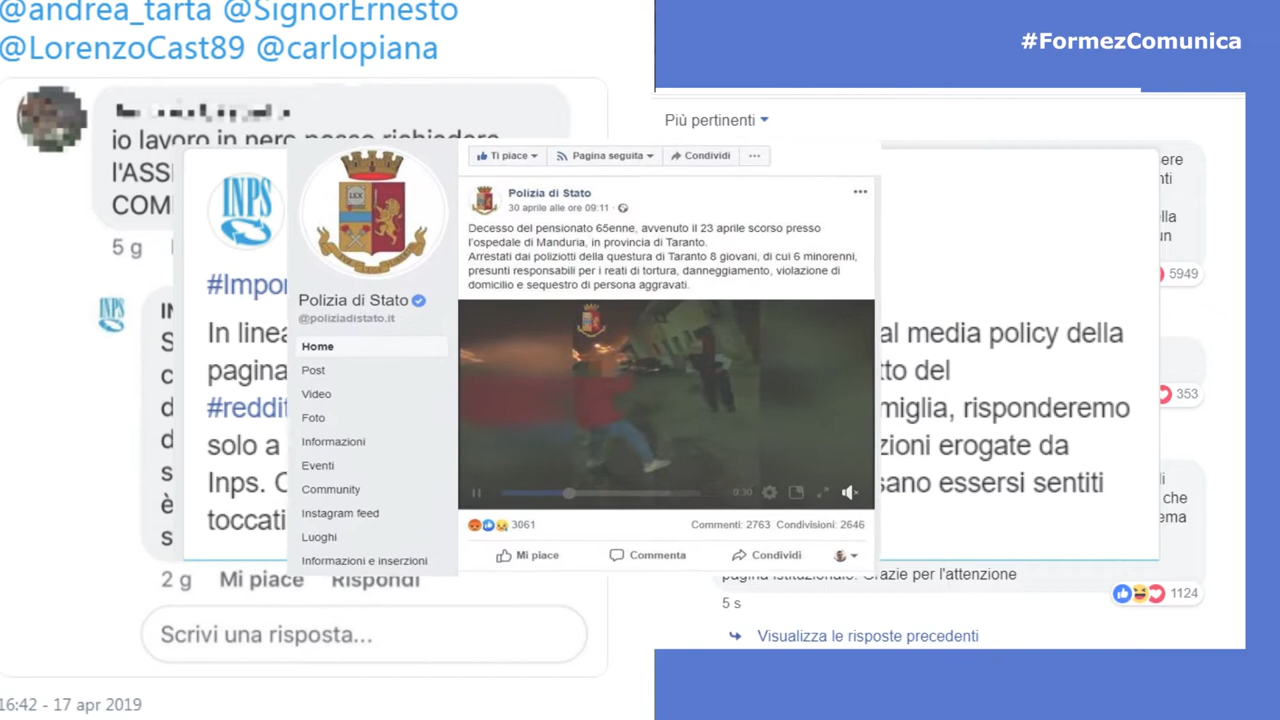 @andrea_tarta @SignorErnesto
@LorenzoCast89 @carlopiana
#FormezComunica
io lavoro in nero posso richiedere
l'ASS
COM
5 g
2 g Mi piace Rispondi
Scrivi una risposta...
16:42 - 17 apr 2019
INPS
INPS
#Impor
In linea
pagina
#reddit
solo a
Inps. C
toccati
al media policy della
tto del
miglia, risponderemo
zioni erogate da
sano essersi sentiti
Polizia di Stato
@poliziadistato.it
Home
Post
Video
Foto
Informazioni
Eventi
Community
Instagram feed
Luoghi
Informazioni e inserzioni
Ti piace Pagina seguita Condividi ...
Polizia di Stato
30 aprile alle ore 09:11 ·
Decesso del pensionato 65enne, avvenuto il 23 aprile scorso presso
l'ospedale di Manduria, in provincia di Taranto.
Arrestati dai poliziotti della questura di Taranto 8 giovani, di cui 6 minorenni,
presunti responsabili per i reati di tortura, danneggiamento, violazione di
domicilio e sequestro di persona aggravati.
0:30
3061 Commenti: 2763 Condivisioni: 2646
Mi piace Commenta Condividi
Più pertinenti
ere
nti
lla
un
5949
353
li
che
ema
pagina istituzionale. Grazie per l'attenzione
1124
5 s
Visualizza le risposte precedenti